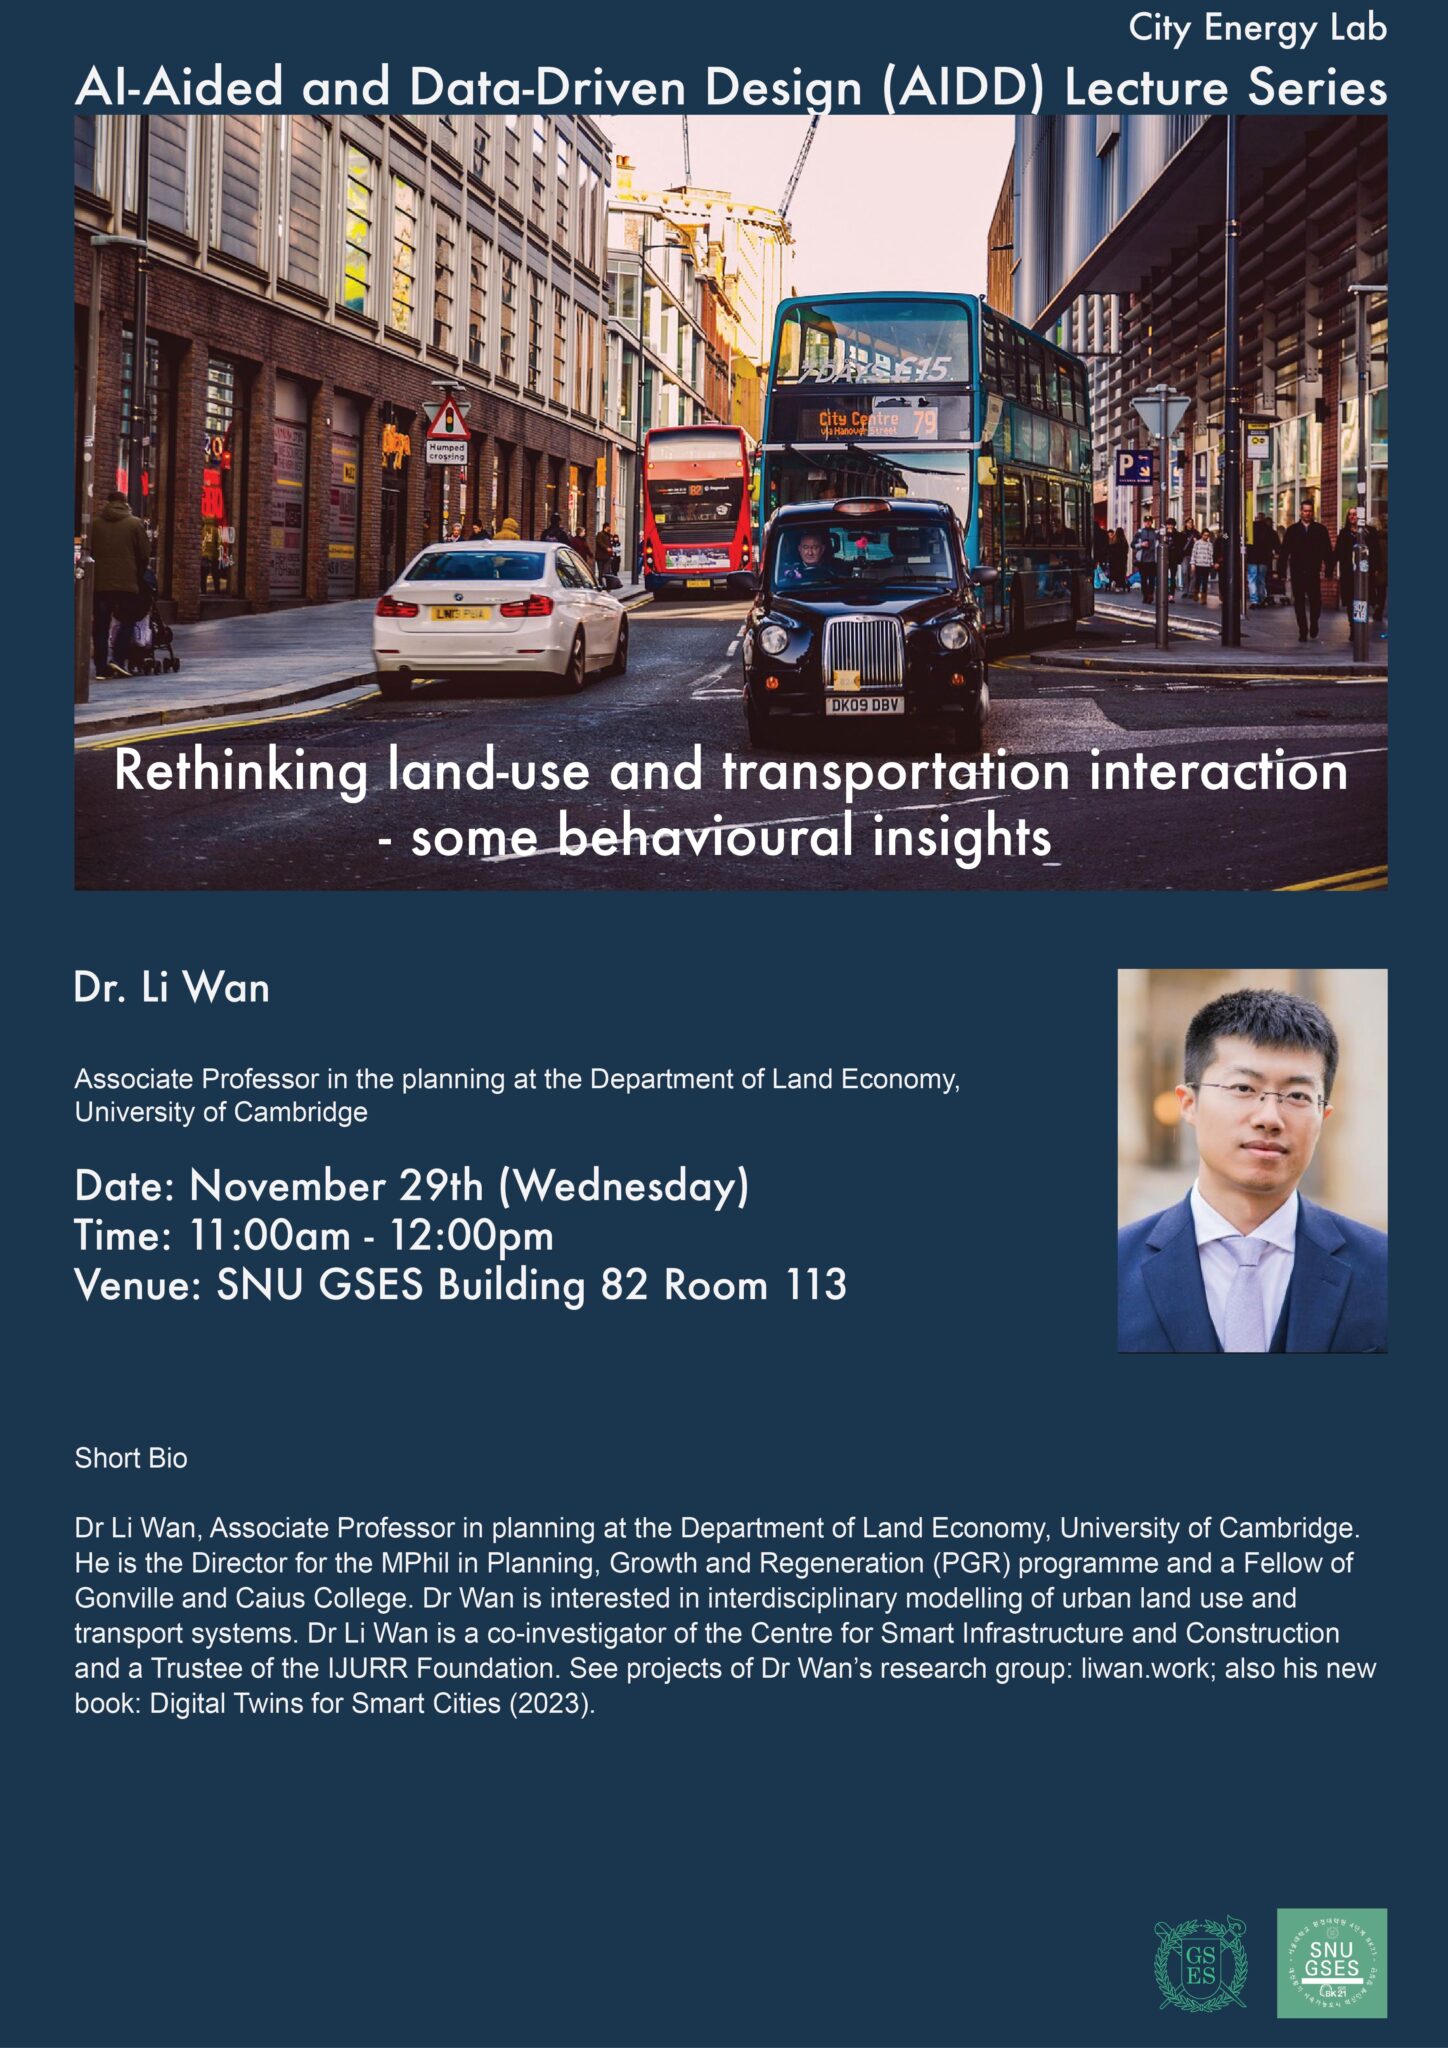 City Energy Lab
AI-Aided and Data-Driven Design (AIDD) Lecture Series
7 DAYS £15
City Centre
via Hanover Street
79
82
Humped
crossing
P
DK09 DBV
Rethinking land-use and transportation interaction
- some behavioural insights
Dr. Li Wan
Associate Professor in the planning at the Department of Land Economy,
University of Cambridge
Date: November 29th (Wednesday)
Time: 11:00am - 12:00pm
Venue: SNU GSES Building 82 Room 113
Short Bio
Dr Li Wan, Associate Professor in planning at the Department of Land Economy, University of Cambridge.
He is the Director for the MPhil in Planning, Growth and Regeneration (PGR) programme and a Fellow of
Gonville and Caius College. Dr Wan is interested in interdisciplinary modelling of urban land use and
transport systems. Dr Li Wan is a co-investigator of the Centre for Smart Infrastructure and Construction
and a Trustee of the IJURR Foundation. See projects of Dr Wan’s research group: liwan.work; also his new
book: Digital Twins for Smart Cities (2023).
GS
ES
SNU
GSES
BK21